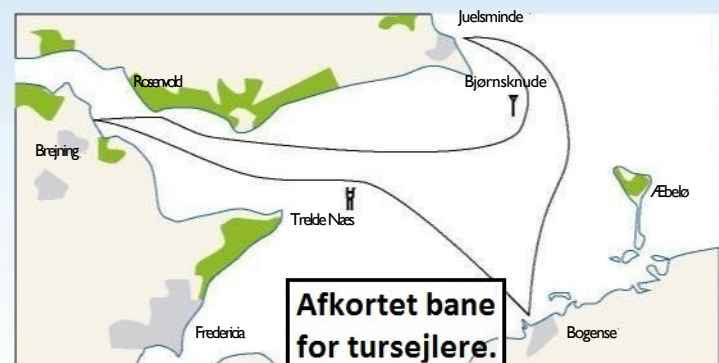 Juelsminde
Rosenvold
Bjørnsknude
Brejning
Æbelø
Trelde Næs
Afkortet bane
for tursejlere.
Fredericia
Bogense